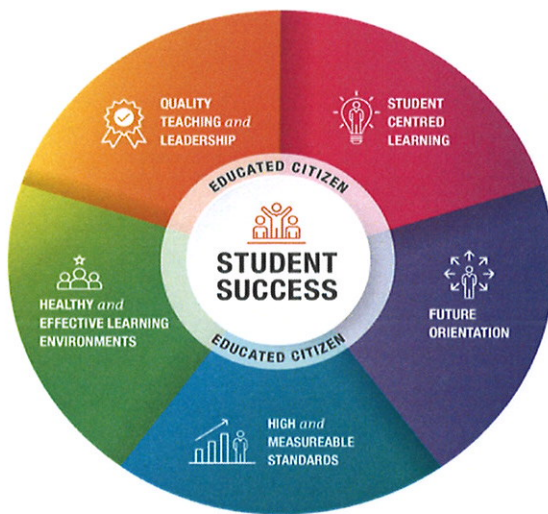 QUALITY
TEACHING and
LEADERSHIP
STUDENT
CENTRED
LEARNING
EDUCATED CITIZEN
STUDENT
SUCCESS
EDUCATED CITIZEN
HEALTHY and
EFFECTIVE LEARNING
ENVIRONMENTS
FUTURE
ORIENTATION
HIGH and
MEASUREABLE
STANDARDS